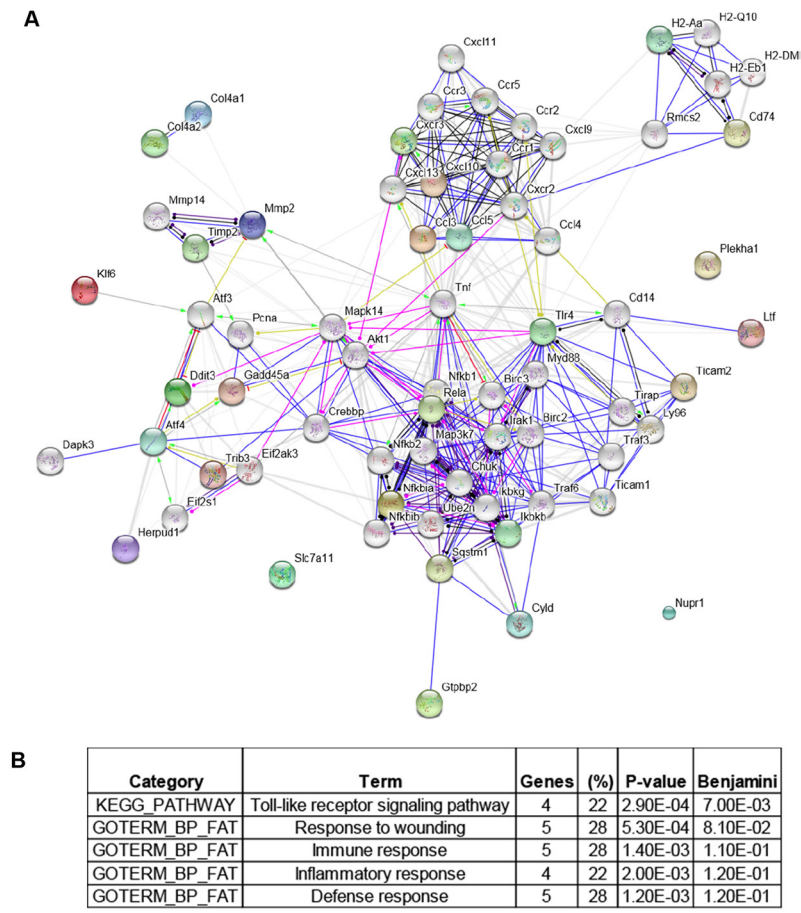 A
Cxcl11
H2-Aa
H2-Q10
H2-DM
H2-Eb1
Ccr3
Ccr5
Col4a1
Ccr2
Rmcs2
Cd74
Col4a2
Cxcr3
Cxcl9
Ccr1
Cxcl10
Cxcl13
Cxcr2
Mmp14
Mmp2
Timp2
Ccl3
Ccl5
Ccl4
Plekha1
Klf6
Atf3
Pcna
Mapk14
Tnf
Tlr4
Cd14
Ltf
Akt1
Myd88
Ddit3
Gadd45a
Nfkb1
Birc3
Ticam2
Rela
Tirap
Atf4
Crebbp
Map3k7
Irak1
Birc2
Ly96
Dapk3
Trib3
Eif2ak3
Nfkb2
Chuk
Traf3
Nfkbia
Ikbkg
Traf6
Ticam1
Eif2s1
Nfkbib
Ube2n
Ikbkb
Herpud1
Slc7a11
Sqstm1
Nupr1
Cyld
Gtpbp2
B
Category Term Genes (%) P-value Benjamini
KEGG_PATHWAY Toll-like receptor signaling pathway 4 22 2.90E-04 7.00E-03
GOTERM_BP_FAT Response to wounding 5 28 5.30E-04 8.10E-02
GOTERM_BP_FAT Immune response 5 28 1.40E-03 1.10E-01
GOTERM_BP_FAT Inflammatory response 4 22 2.00E-03 1.20E-01
GOTERM_BP_FAT Defense response 5 28 1.20E-03 1.20E-01